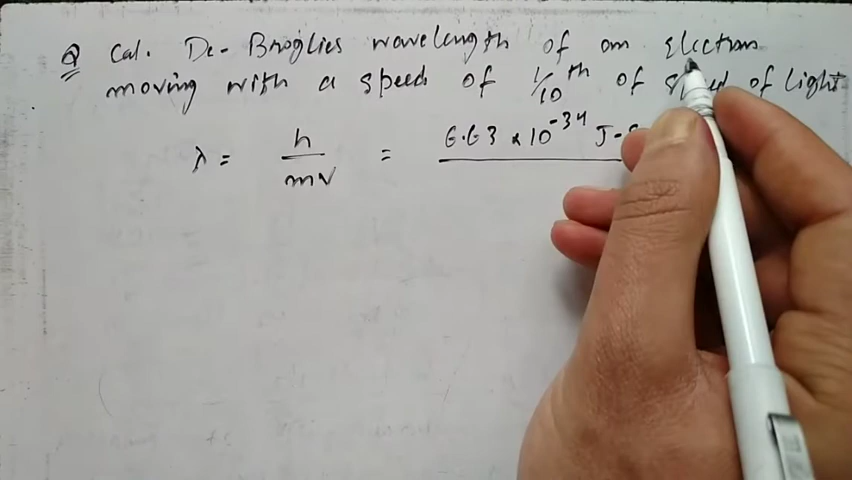 Q Cal. De-Broglies wavelength of an Electron
moving with a speed of 1/10th of speed of light
λ = h/mv = 6.63 x 10^-34 J-S